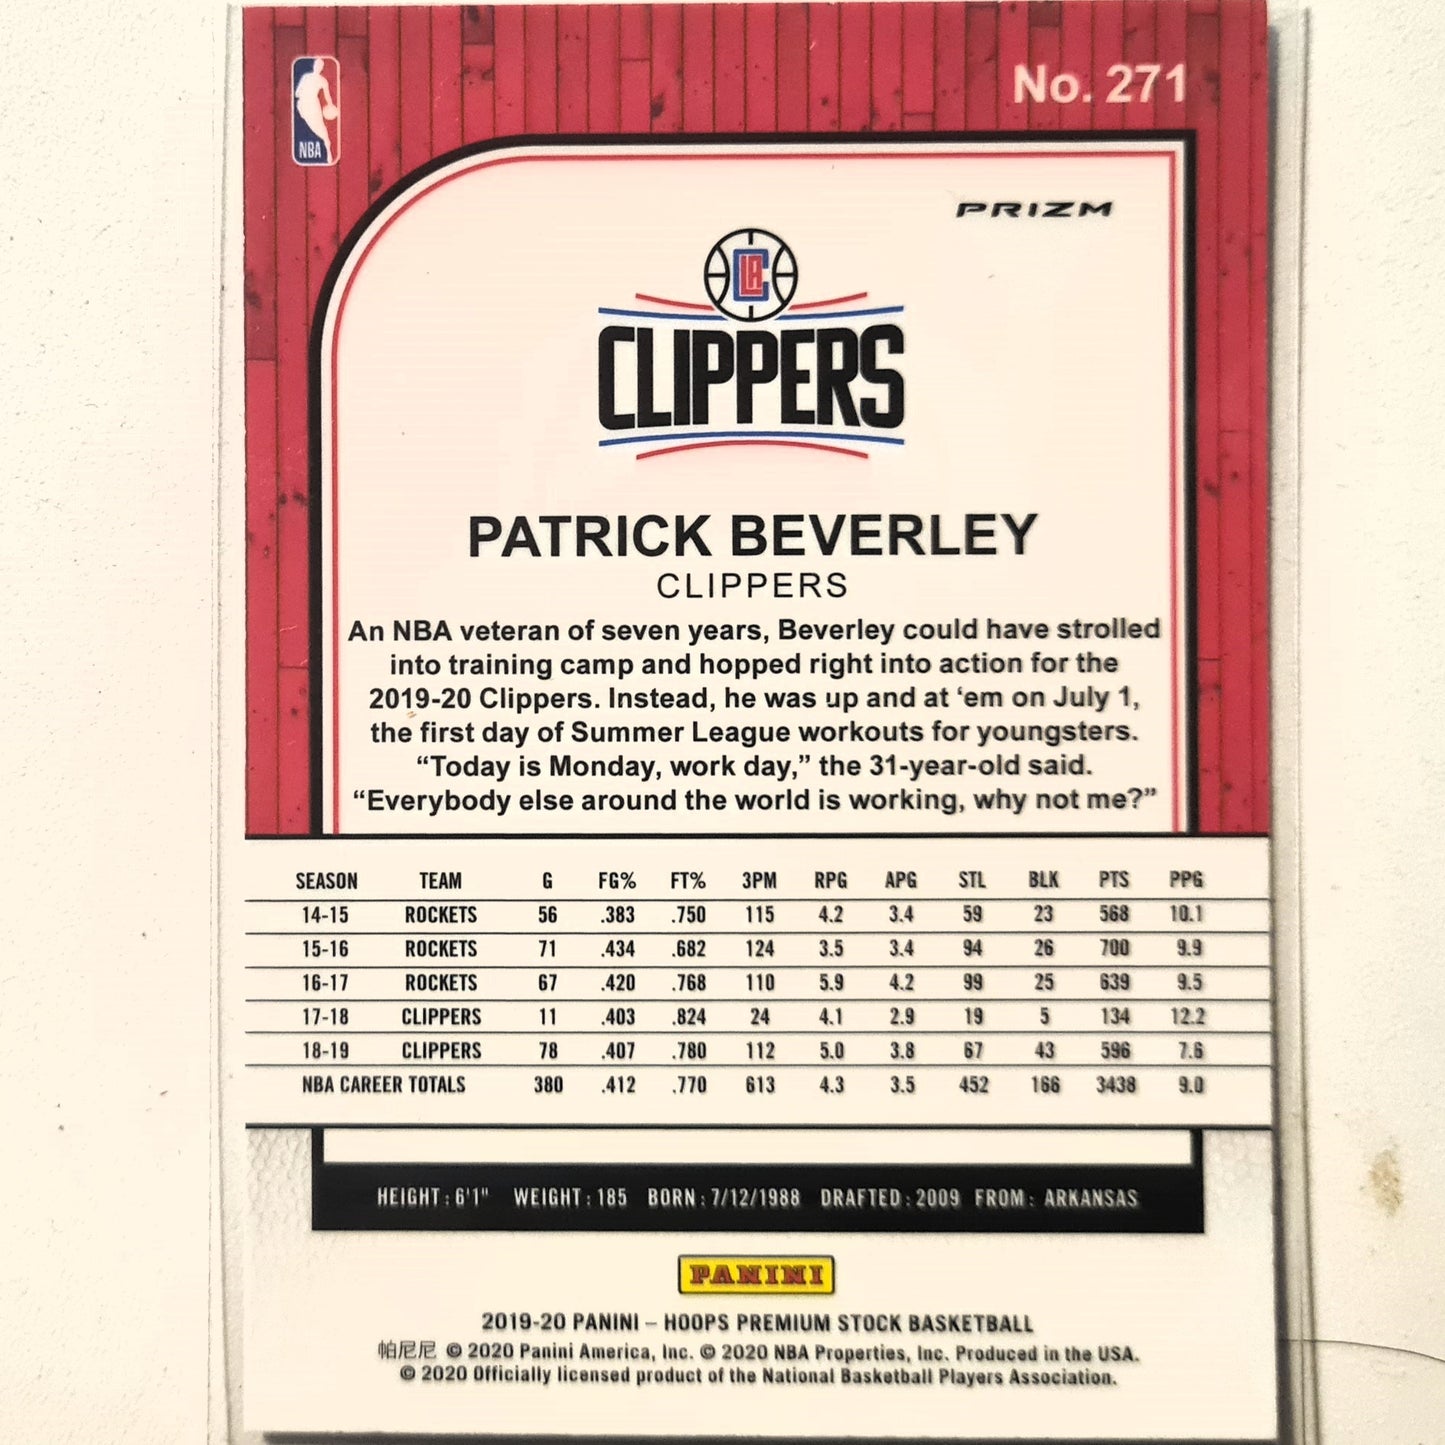 No. 271
NBA
PRIZM
LAC
CLIPPERS
PATRICK BEVERLEY
CLIPPERS
An NBA veteran of seven years, Beverley could have strolled
into training camp and hopped right into action for the
2019-20 Clippers. Instead, he was up and at ‘em on July 1,
the first day of Summer League workouts for youngsters.
“Today is Monday, work day,” the 31-year-old said.
“Everybody else around the world is working, why not me?”
SEASON TEAM G FG% FT% 3PM RPG APG STL BLK PTS PPG
14-15 ROCKETS 56 .383 .750 115 4.2 3.4 59 23 568 10.1
15-16 ROCKETS 71 .434 .682 124 3.5 3.4 94 26 700 9.9
16-17 ROCKETS 67 .420 .768 110 5.9 4.2 99 25 639 9.5
17-18 CLIPPERS 11 .403 .824 24 4.1 2.9 19 5 134 12.2
18-19 CLIPPERS 78 .407 .780 112 5.0 3.8 67 43 596 7.6
NBA CAREER TOTALS 380 .412 .770 613 4.3 3.5 452 166 3438 9.0
HEIGHT: 6'1" WEIGHT: 185 BORN: 7/12/1988 DRAFTED: 2009 FROM: ARKANSAS
PANINI
2019-20 PANINI – HOOPS PREMIUM STOCK BASKETBALL
帕尼尼 © 2020 Panini America, Inc. © 2020 NBA Properties, Inc. Produced in the USA.
© 2020 Officially licensed product of the National Basketball Players Association.